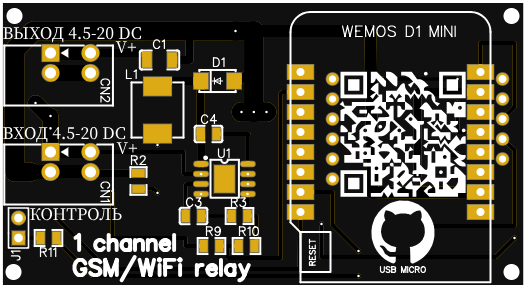 ВЫХОД 4.5-20 DC
V+
C1
WEMOS D1 MINI
L1
D1
CN2
C4
ВХОД 4.5-20 DC
V+
U1
R2
CN1
C3
R3
КОНТРОЛЬ
J1
R11
R9
R10
1 channel
GSM/WiFi relay
RESET
USB MICRO